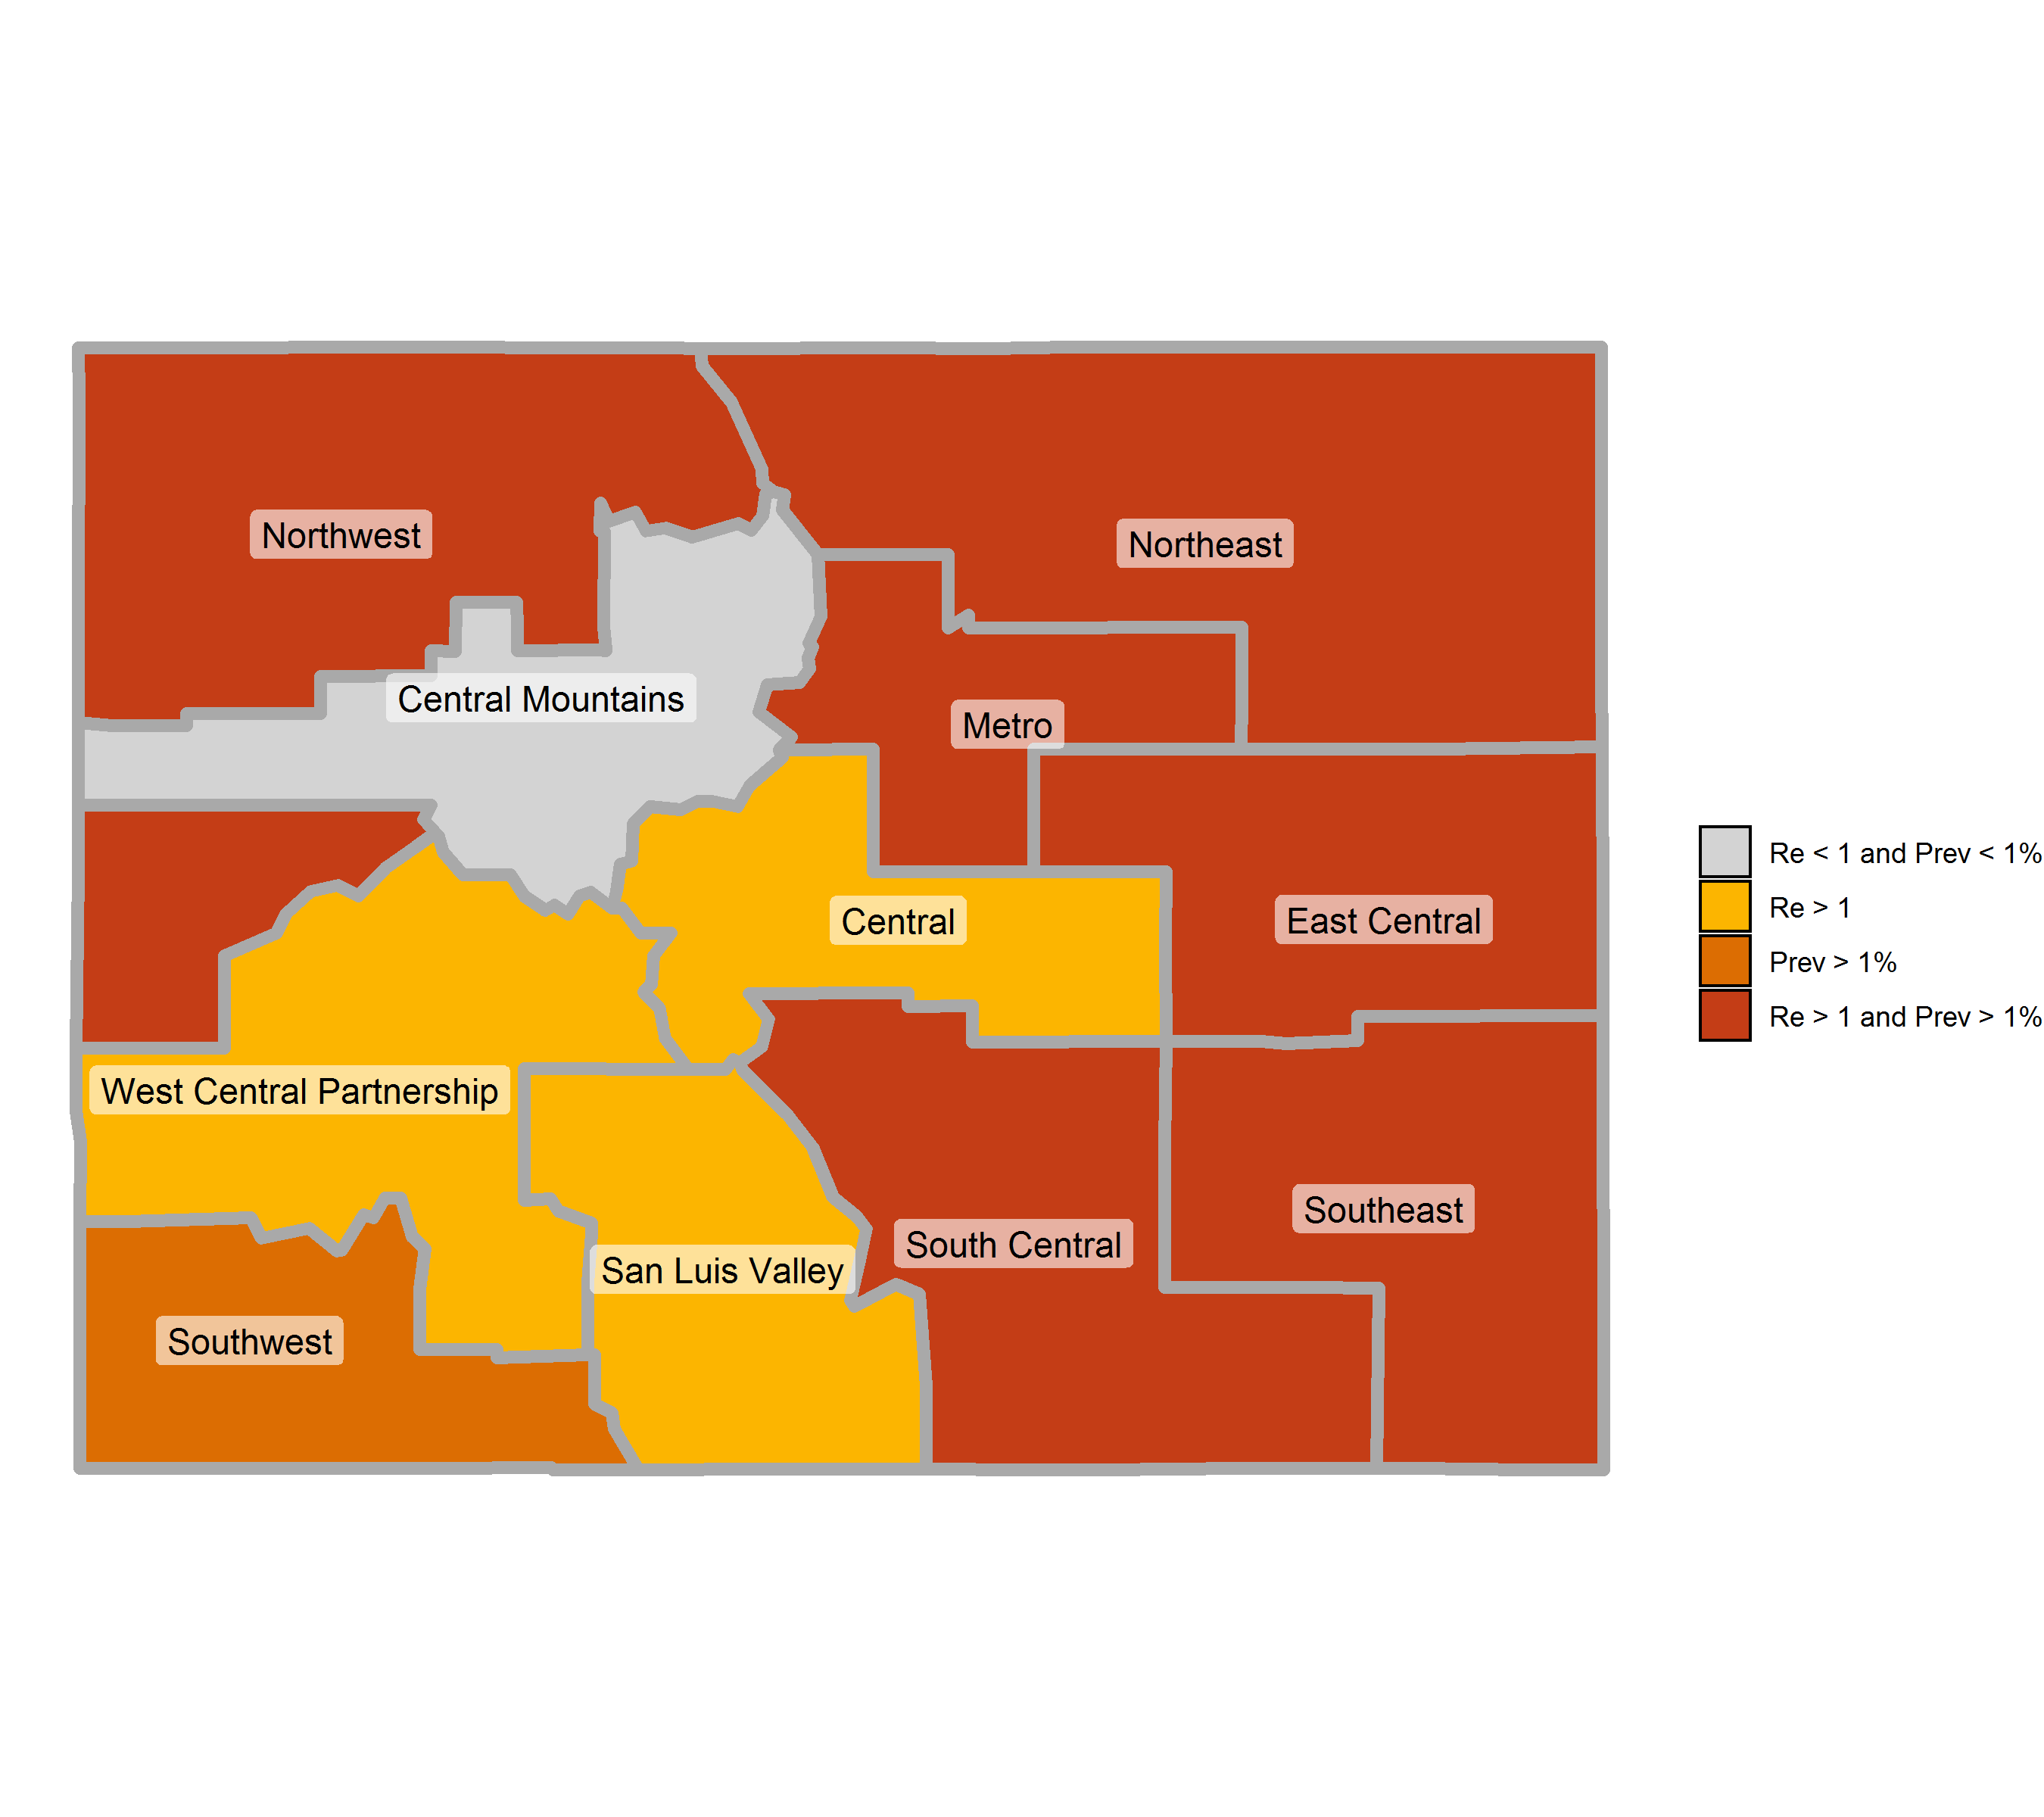 Northwest
Northeast
Central Mountains
Metro
Central
East Central
West Central Partnership
Southeast
South Central
San Luis Valley
Southwest
Re < 1 and Prev < 1%
Re > 1
Prev > 1%
Re > 1 and Prev > 1%